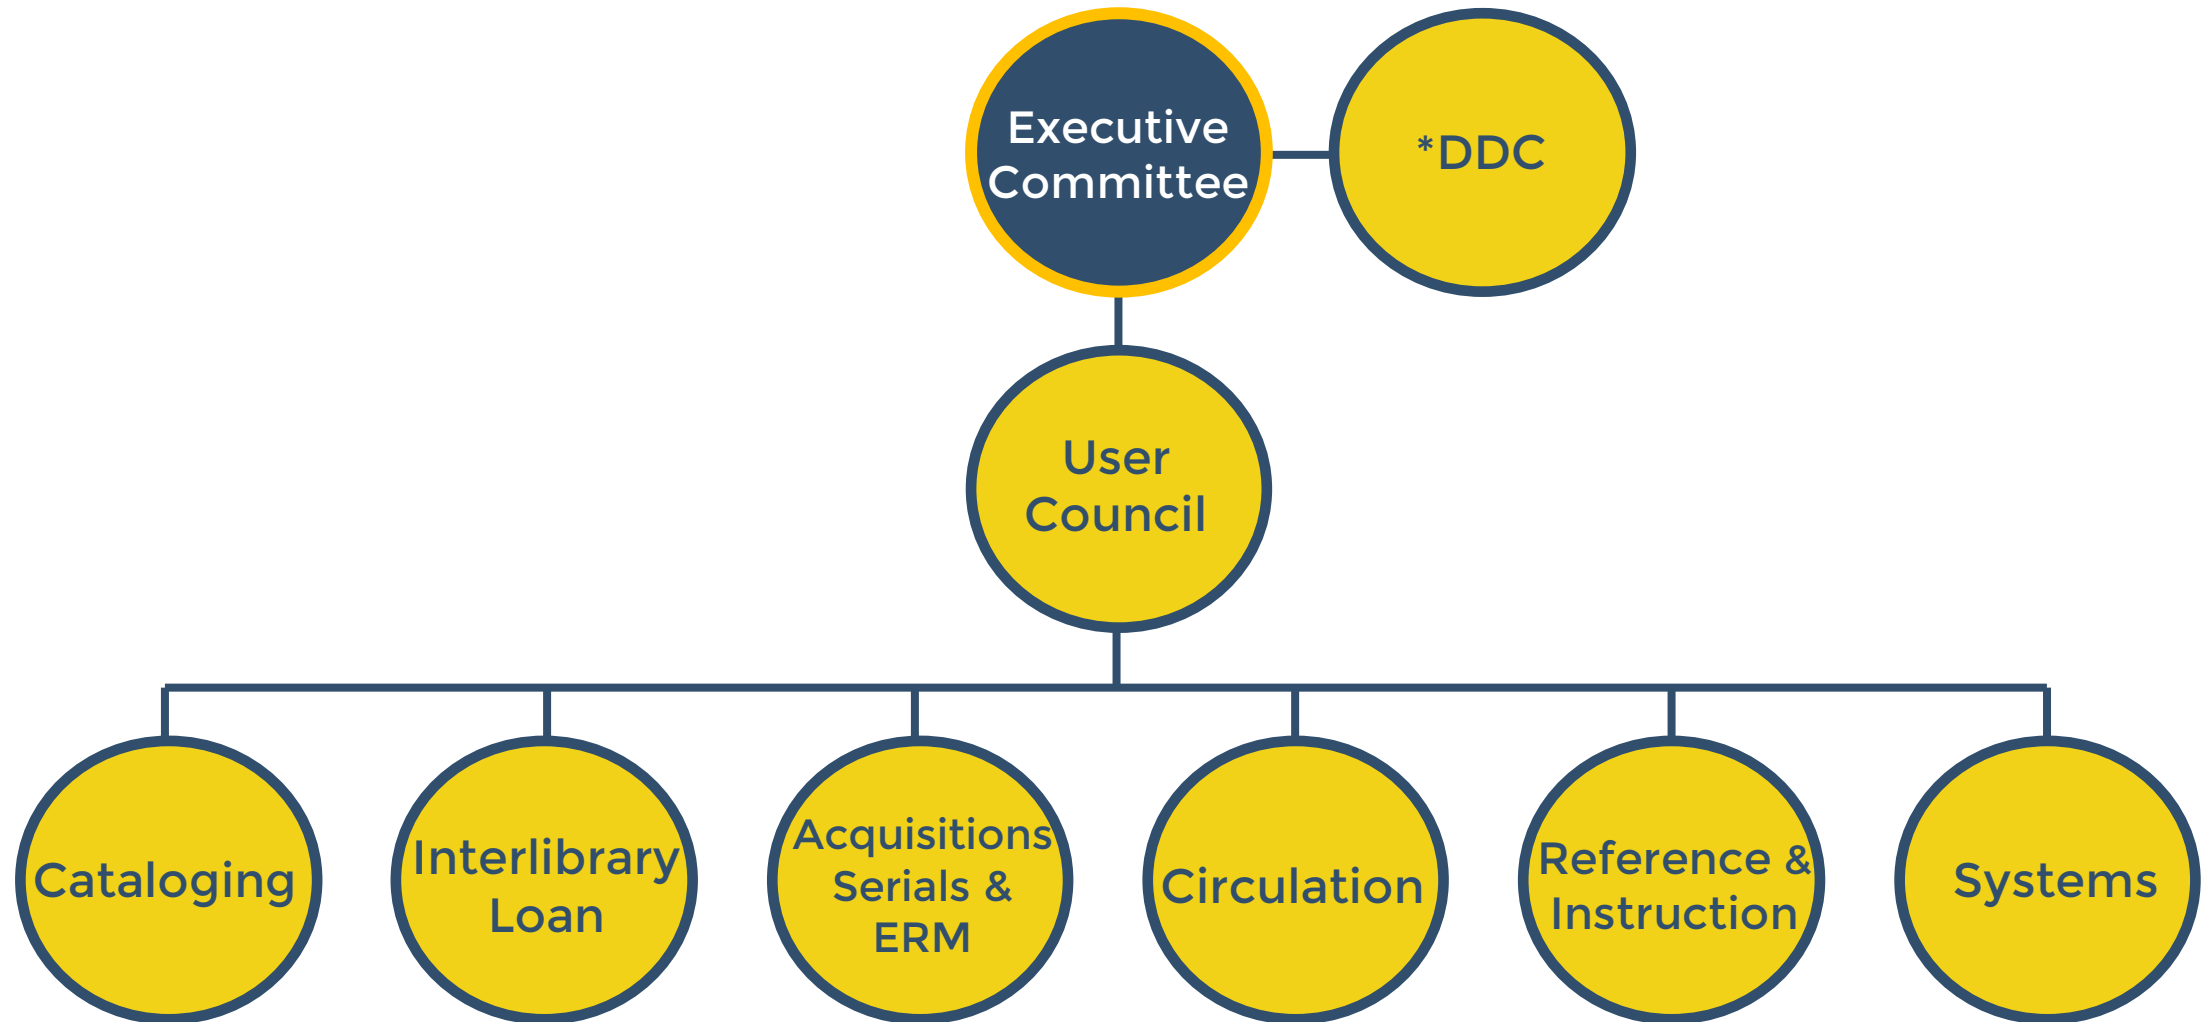 Executive
Committee
*DDC
User
Council
Cataloging
Interlibrary
Loan
Acquisitions
Serials &
ERM
Circulation
Reference &
Instruction
Systems